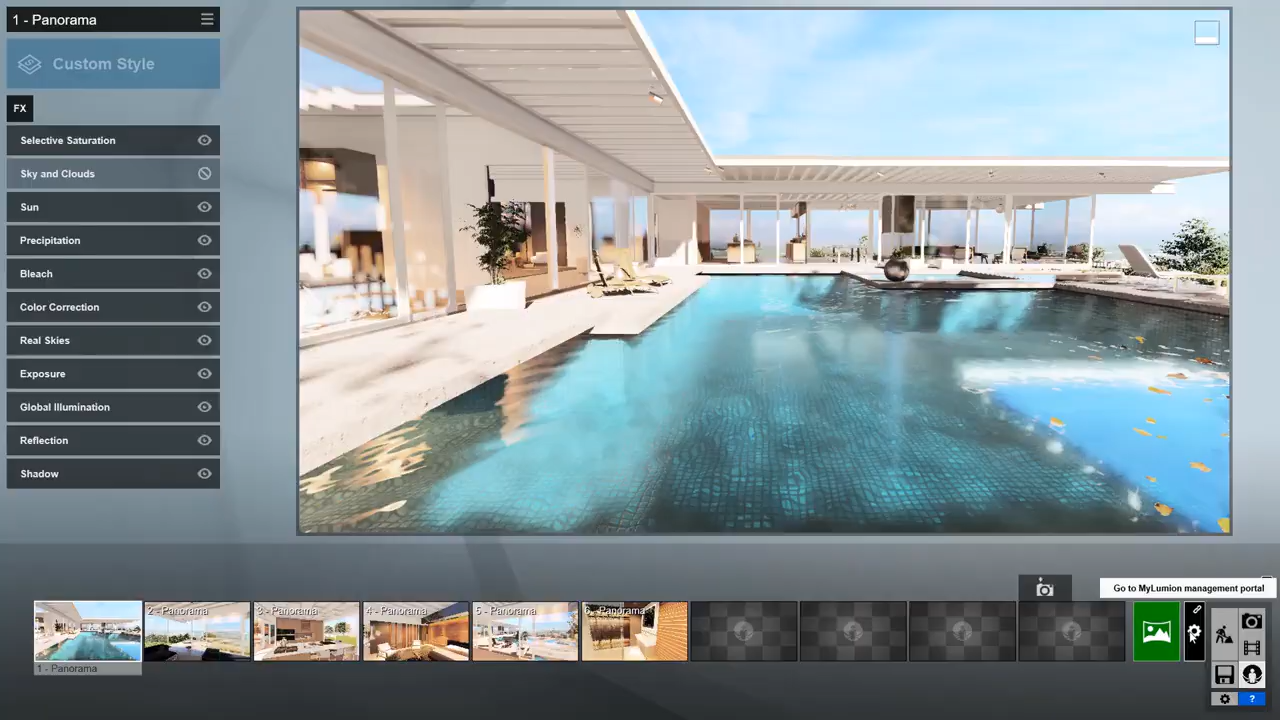 1 - Panorama
Custom Style
FX
Selective Saturation
Sky and Clouds
Sun
Precipitation
Bleach
Color Correction
Real Skies
Exposure
Global Illumination
Reflection
Shadow
Go to MyLumion management portal
2 - Panorama
3 - Panorama
4 - Panorama
5 - Panorama
6 - Panorama
1 - Panorama
?